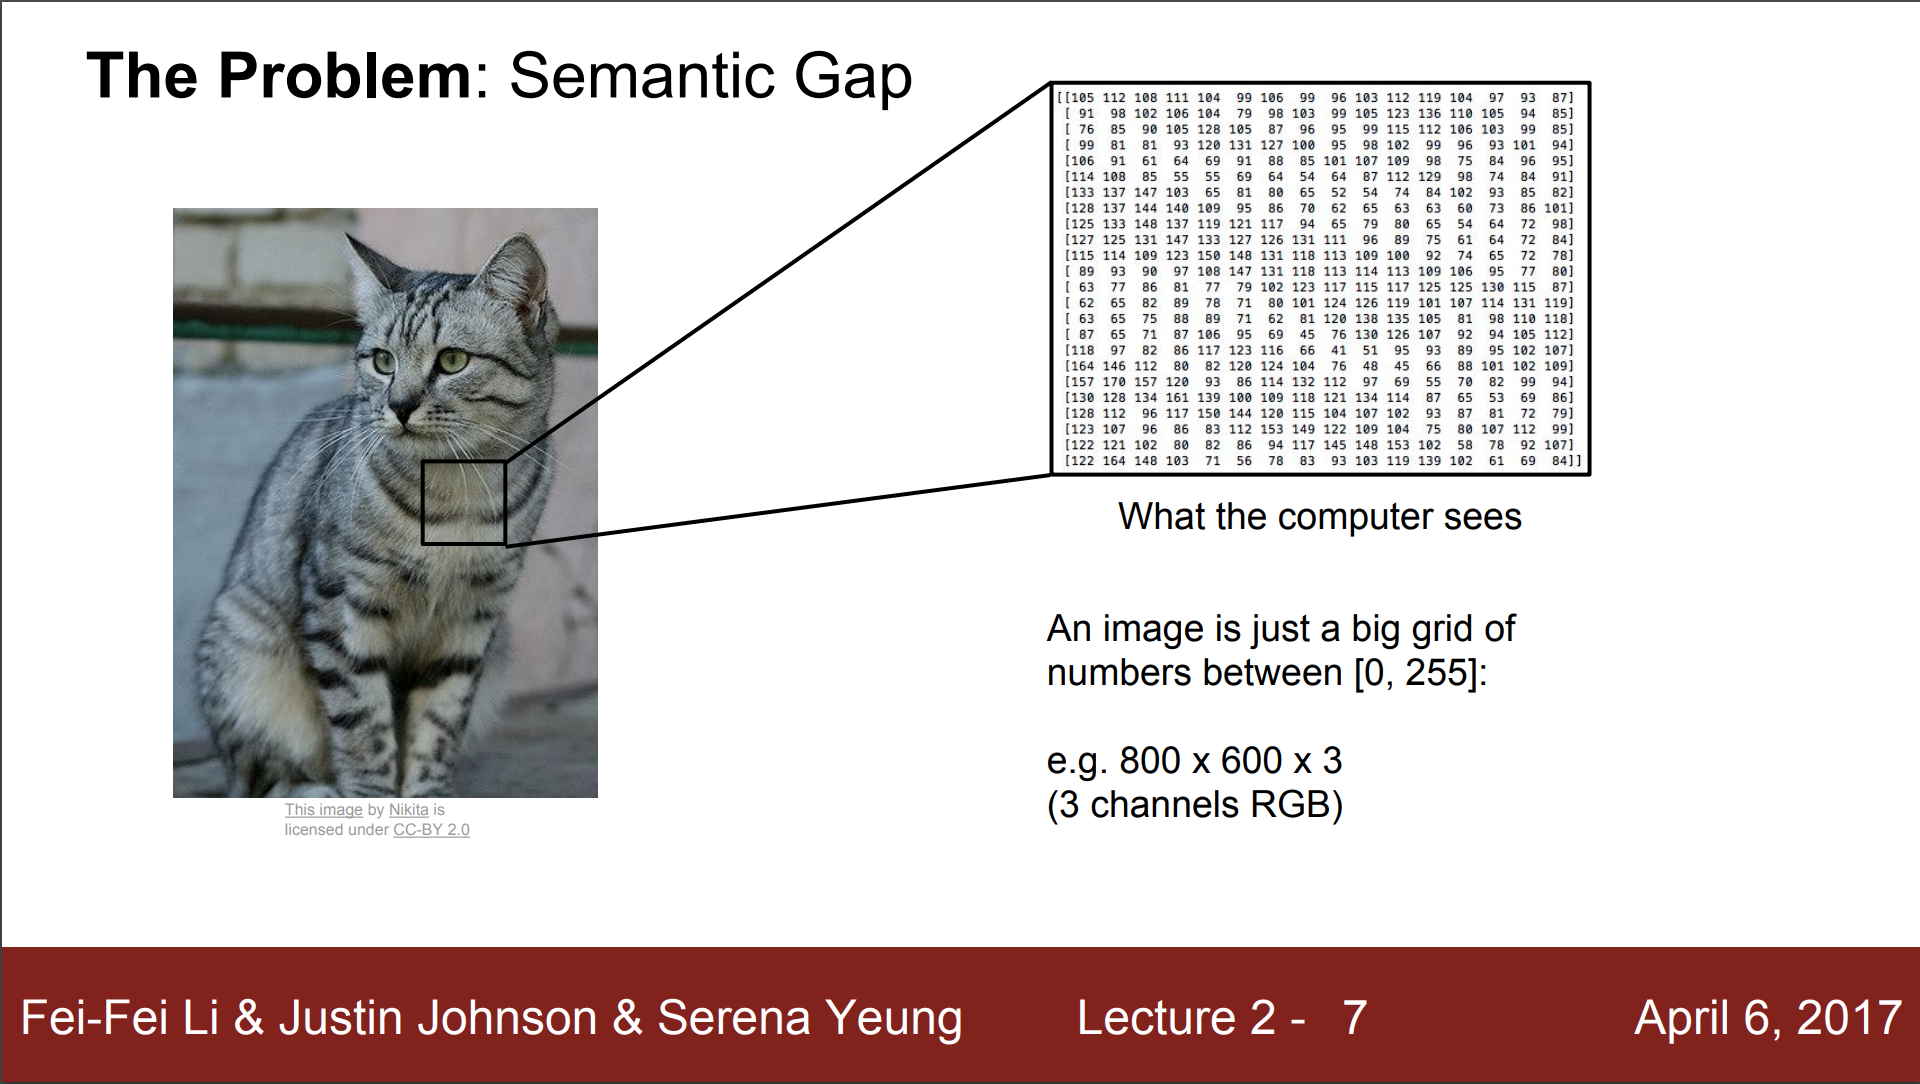 The Problem: Semantic Gap
[[105 112 108 111 104 99 106 99 96 103 112 119 104 97 93 87]
[ 91 98 102 106 104 79 98 103 99 105 123 136 110 105 94 85]
[ 76 85 90 105 128 105 87 96 95 99 115 112 106 103 99 85]
[ 99 81 81 93 120 131 127 100 95 98 102 99 96 93 101 94]
[106 91 61 64 69 91 88 85 101 107 109 98 75 84 96 95]
[114 108 85 55 55 69 64 54 64 87 112 129 98 74 84 91]
[133 137 147 103 65 81 80 65 52 54 74 84 102 93 85 82]
[128 137 144 140 109 95 86 70 62 65 63 63 60 73 86 101]
[125 133 148 137 119 121 117 94 65 79 80 65 54 64 72 98]
[127 125 131 147 133 127 126 131 111 96 89 75 61 64 72 84]
[115 114 109 123 150 148 131 118 113 109 100 92 74 65 72 78]
[ 89 93 90 97 108 147 131 118 113 114 113 109 106 95 77 80]
[ 63 77 86 81 77 79 102 123 117 115 117 125 125 130 115 87]
[ 62 65 82 89 78 71 80 101 124 126 119 101 107 114 131 119]
[ 63 65 75 88 89 71 62 81 120 138 135 105 81 98 110 118]
[ 87 65 71 87 106 95 69 45 76 130 126 107 92 94 105 112]
[118 97 82 86 117 123 116 66 41 51 95 93 89 95 102 107]
[164 146 112 80 82 120 124 104 76 48 45 66 88 101 102 109]
[157 170 157 120 93 86 114 132 112 97 69 55 70 82 99 94]
[130 128 134 161 139 100 109 118 121 134 114 87 65 53 69 86]
[128 112 96 117 150 144 120 115 104 107 102 93 87 81 72 79]
[123 107 96 86 83 112 153 149 122 109 104 75 80 107 112 99]
[122 121 102 80 82 86 94 117 145 148 153 102 58 78 92 107]
[122 164 148 103 71 56 78 83 93 103 119 139 102 61 69 84]]
What the computer sees
An image is just a big grid of
numbers between [0, 255]:
e.g. 800 x 600 x 3
(3 channels RGB)
This image by Nikita is
licensed under CC-BY 2.0
Fei-Fei Li & Justin Johnson & Serena Yeung Lecture 2 - 7 April 6, 2017